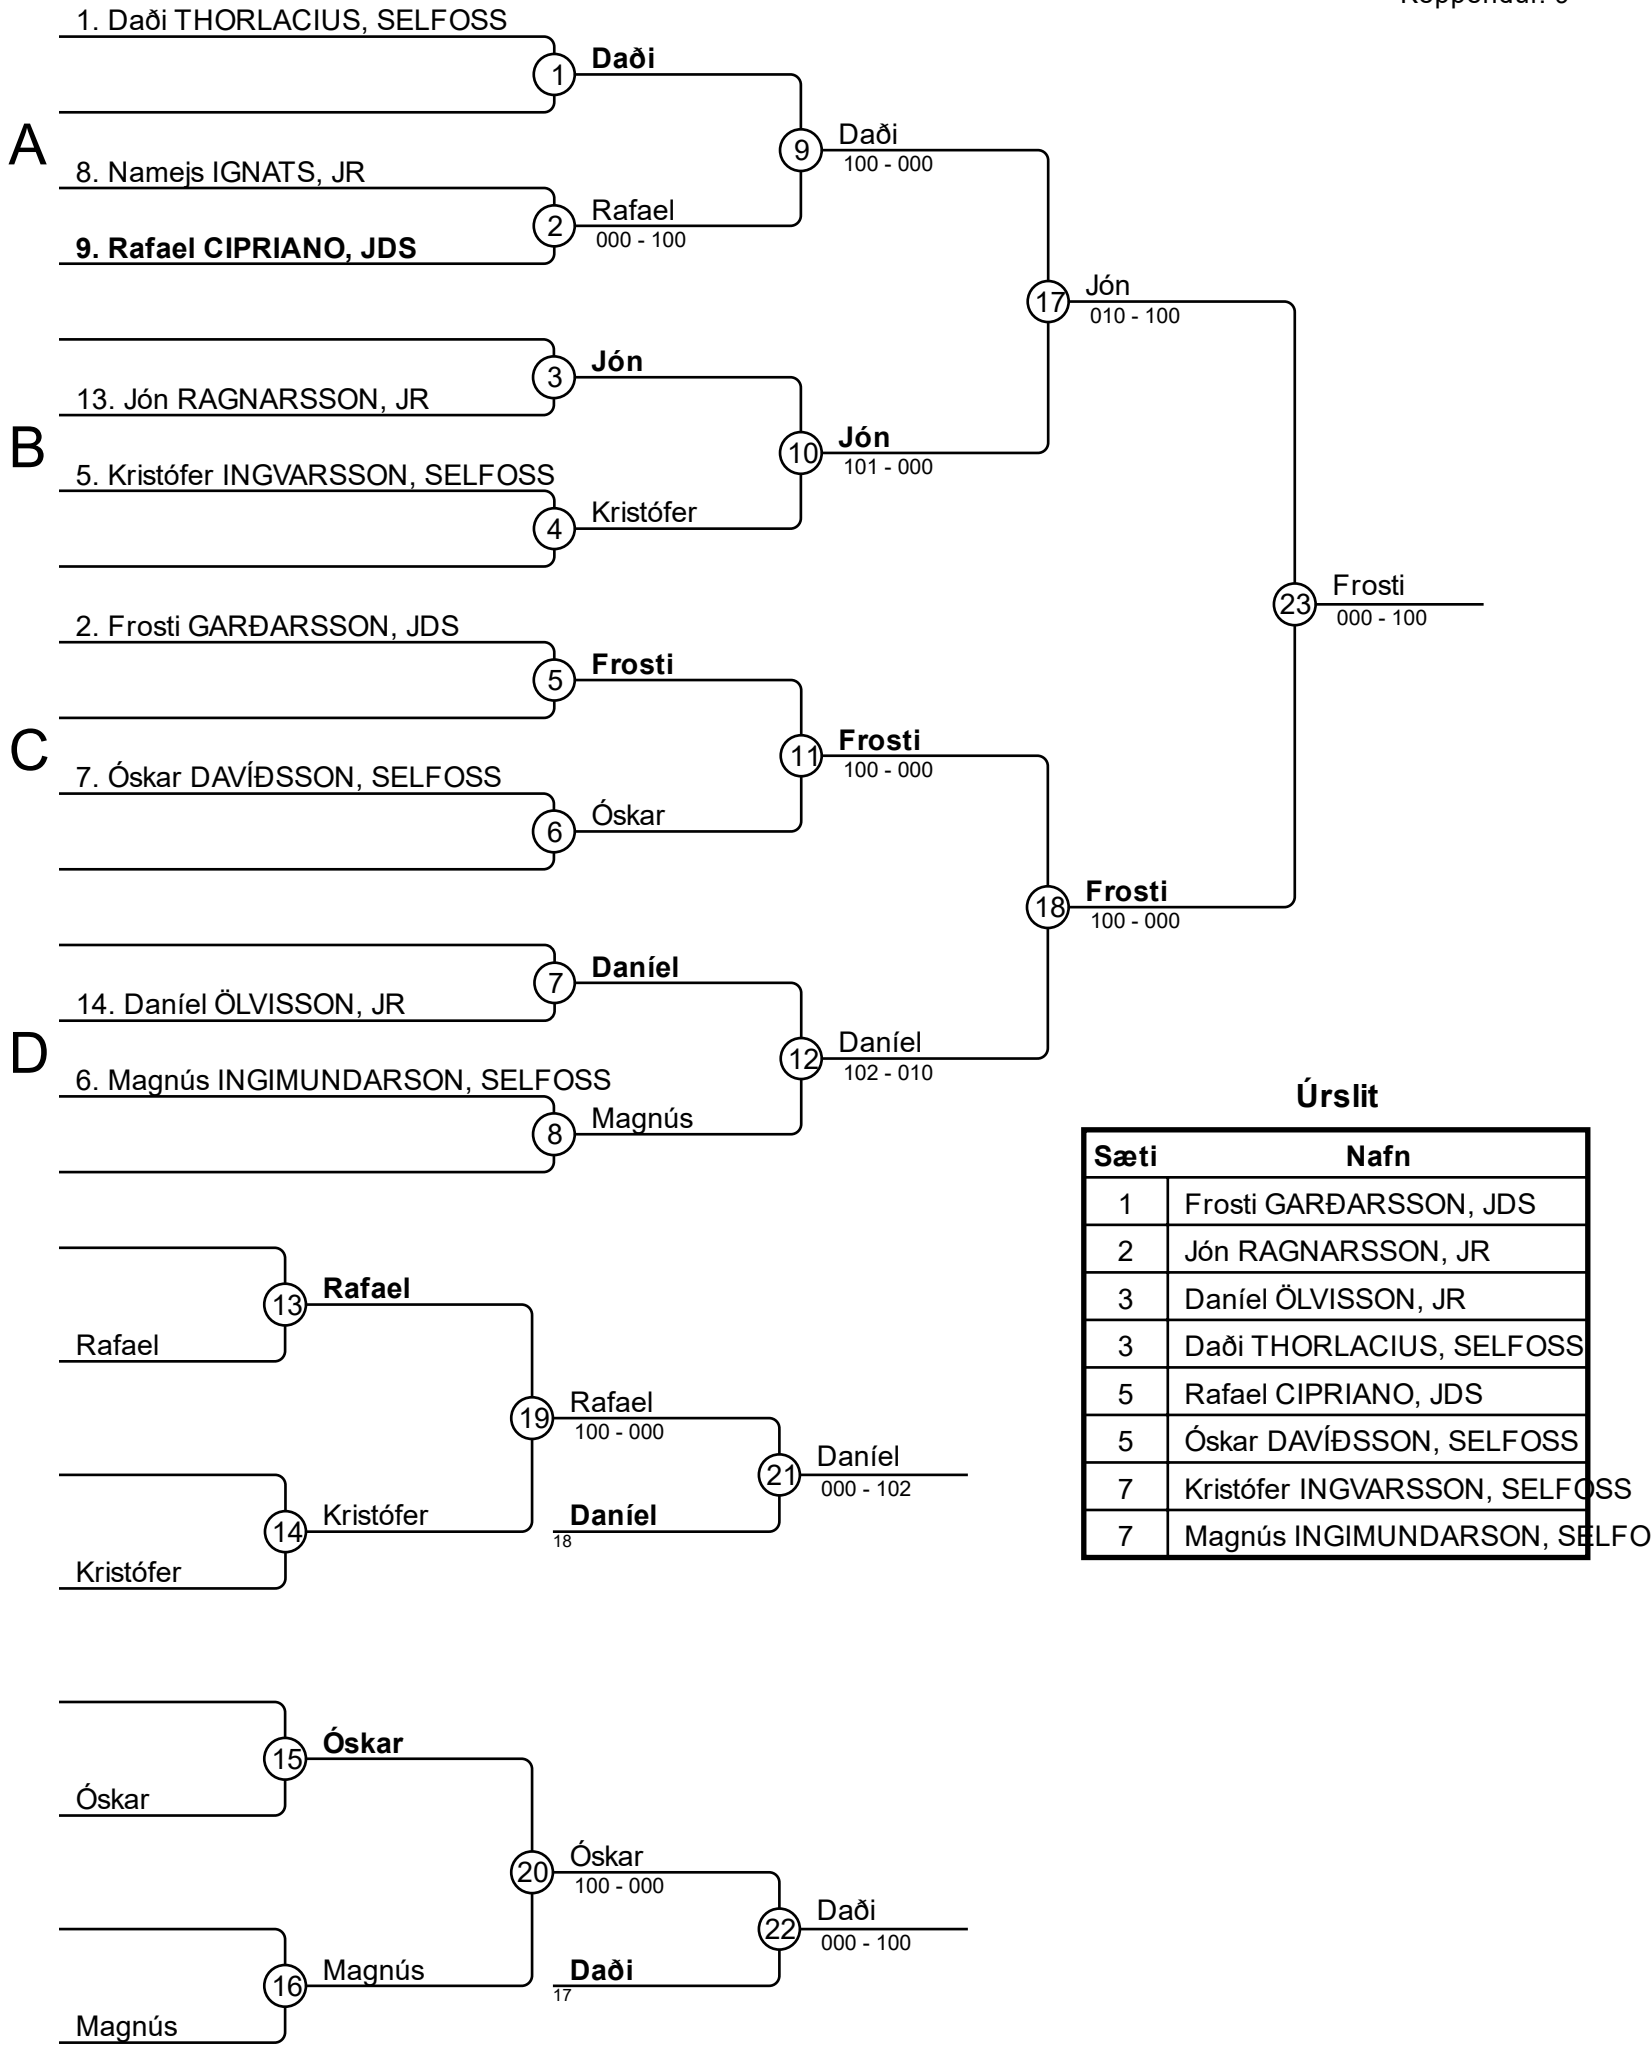 1. Daði THORLACIUS, SELFOSS
1
Daði
A
9
Daði
100 - 000
8. Namejs IGNATS, JR
2
Rafael
000 - 100
9. Rafael CIPRIANO, JDS
17
Jón
010 - 100
3
Jón
13. Jón RAGNARSSON, JR
B
10
Jón
101 - 000
5. Kristófer INGVARSSON, SELFOSS
4
Kristófer
23
Frosti
000 - 100
2. Frosti GARÐARSSON, JDS
5
Frosti
C
11
Frosti
100 - 000
7. Óskar DAVÍÐSSON, SELFOSS
6
Óskar
18
Frosti
100 - 000
7
Daníel
14. Daníel ÖLVISSON, JR
D
12
Daníel
102 - 010
6. Magnús INGIMUNDARSON, SELFOSS
8
Magnús
Úrslit
Sæti Nafn
1 Frosti GARÐARSSON, JDS
2 Jón RAGNARSSON, JR
3 Daníel ÖLVISSON, JR
3 Daði THORLACIUS, SELFOSS
5 Rafael CIPRIANO, JDS
5 Óskar DAVÍÐSSON, SELFOSS
7 Kristófer INGVARSSON, SELFOSS
7 Magnús INGIMUNDARSON, SELFO
13
Rafael
Rafael
19
Rafael
100 - 000
21
Daníel
000 - 102
14
Kristófer
Daníel
18
Kristófer
15
Óskar
Óskar
20
Óskar
100 - 000
22
Daði
000 - 100
16
Magnús
Daði
17
Magnús